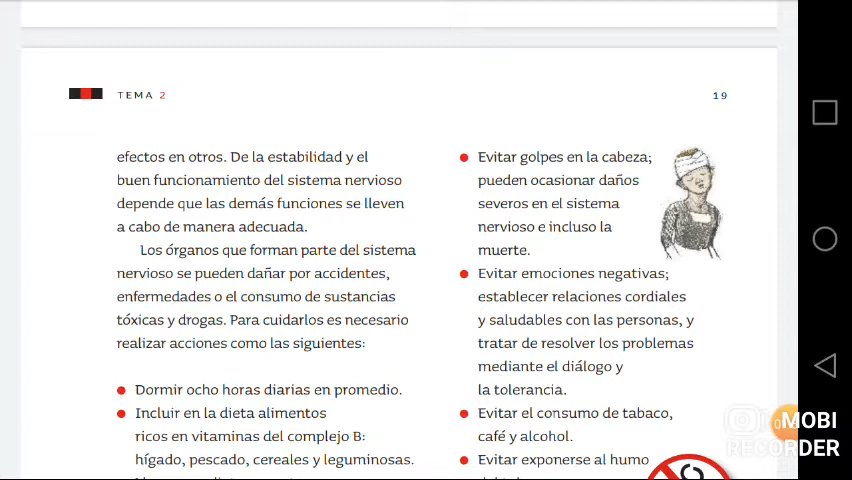 TEMA 2
19
efectos en otros. De la estabilidad y el
buen funcionamiento del sistema nervioso
depende que las demás funciones se lleven
a cabo de manera adecuada.
Los órganos que forman parte del sistema
nervioso se pueden dañar por accidentes,
enfermedades o el consumo de sustancias
tóxicas y drogas. Para cuidarlos es necesario
realizar acciones como las siguientes:
Dormir ocho horas diarias en promedio.
Incluir en la dieta alimentos
ricos en vitaminas del complejo B:
hígado, pescado, cereales y leguminosas.
Evitar golpes en la cabeza;
pueden ocasionar daños
severos en el sistema
nervioso e incluso la
muerte.
Evitar emociones negativas;
establecer relaciones cordiales
y saludables con las personas, y
tratar de resolver los problemas
mediante el diálogo y
la tolerancia.
Evitar el consumo de tabaco,
café y alcohol.
Evitar exponerse al humo
MOBI
RECORDER